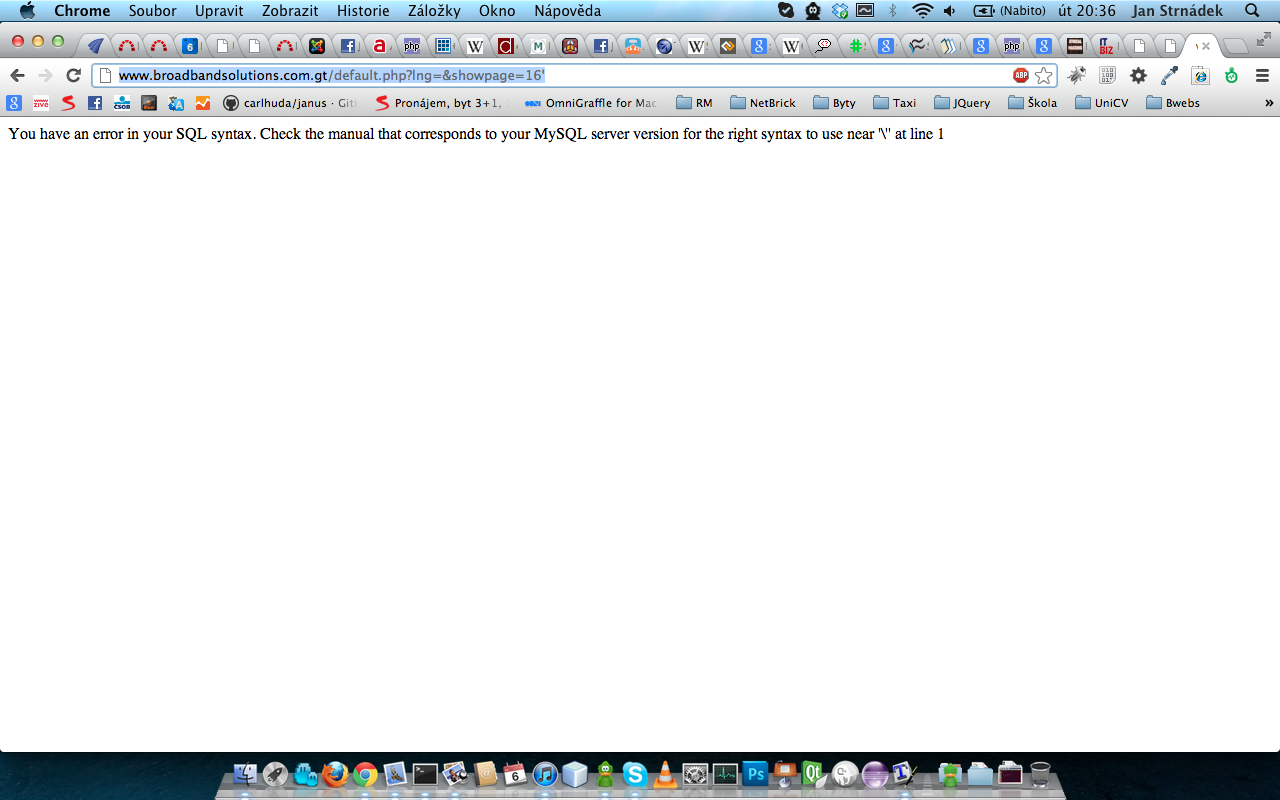 Chrome Soubor Upravit Zobrazit Historie Záložky Okno Nápověda (Nabito) út 20:36 Jan Strnádek
www.broadbandsolutions.com.gt/default.php?lng=&showpage=16' ABP
carlhuda/janus · Git Pronájem, byt 3+1, OmniGraffle for Mac RM NetBrick Byty Taxi JQuery Škola UniCV Bwebs »
You have an error in your SQL syntax. Check the manual that corresponds to your MySQL server version for the right syntax to use near '\'' at line 1